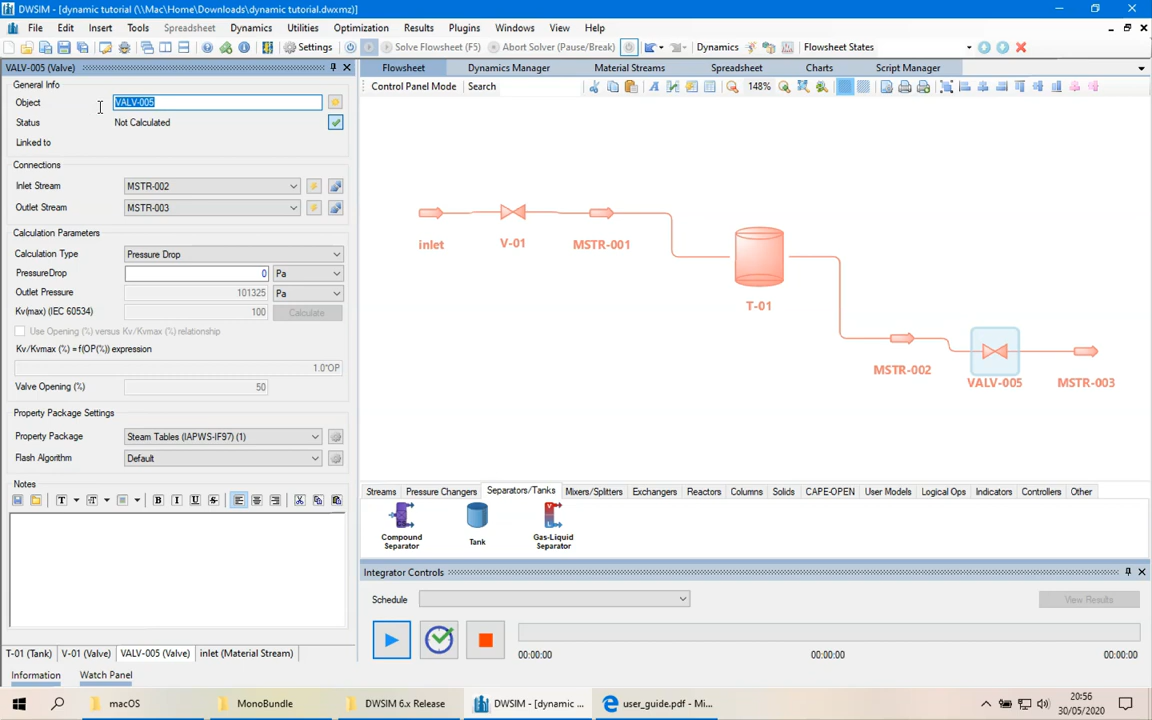 DWSIM - [dynamic tutorial (\\Mac\Home\Downloads\dynamic tutorial.dwxmz)]
File Edit Insert Tools Spreadsheet Dynamics Utilities Optimization Results Plugins Windows View Help
Settings Solve Flowsheet (F5) Abort Solver (Pause/Break) Dynamics Flowsheet States
VALV-005 (Valve)
Flowsheet Dynamics Manager Material Streams Spreadsheet Charts Script Manager
Control Panel Mode Search 148%
General Info
Object VALV-005
Status Not Calculated
Linked to
Connections
Inlet Stream MSTR-002
Outlet Stream MSTR-003
Calculation Parameters
Calculation Type Pressure Drop
PressureDrop 0 Pa
Outlet Pressure 101325 Pa
Kv(max) (IEC 60534) 100 Calculate
Use Opening (%) versus Kv/Kvmax (%) relationship
Kv/Kvmax (%) = f(OP(%)) expression
1.0*OP
Valve Opening (%) 50
Property Package Settings
Property Package Steam Tables (IAPWS-IF97) (1)
Flash Algorithm Default
Notes
T-01 (Tank) V-01 (Valve) VALV-005 (Valve) inlet (Material Stream)
Information Watch Panel
inlet V-01 MSTR-001
T-01
MSTR-002 VALV-005 MSTR-003
Streams Pressure Changers Separators/Tanks Mixers/Splitters Exchangers Reactors Columns Solids CAPE-OPEN User Models Logical Ops Indicators Controllers Other
Compound Separator
Tank
Gas-Liquid Separator
Integrator Controls
Schedule View Results
00:00:00 00:00:00 00:00:00
macOS MonoBundle DWSIM 6.x Release DWSIM - [dynamic ... user_guide.pdf - Mi...
20:56
30/05/2020